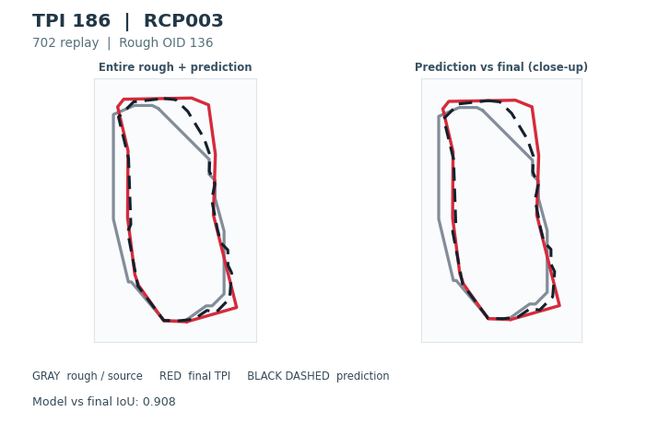 TPI 186 | RCP003
702 replay | Rough OID 136
Entire rough + prediction
Prediction vs final (close-up)
GRAY rough / source RED final TPI BLACK DASHED prediction
Model vs final IoU: 0.908